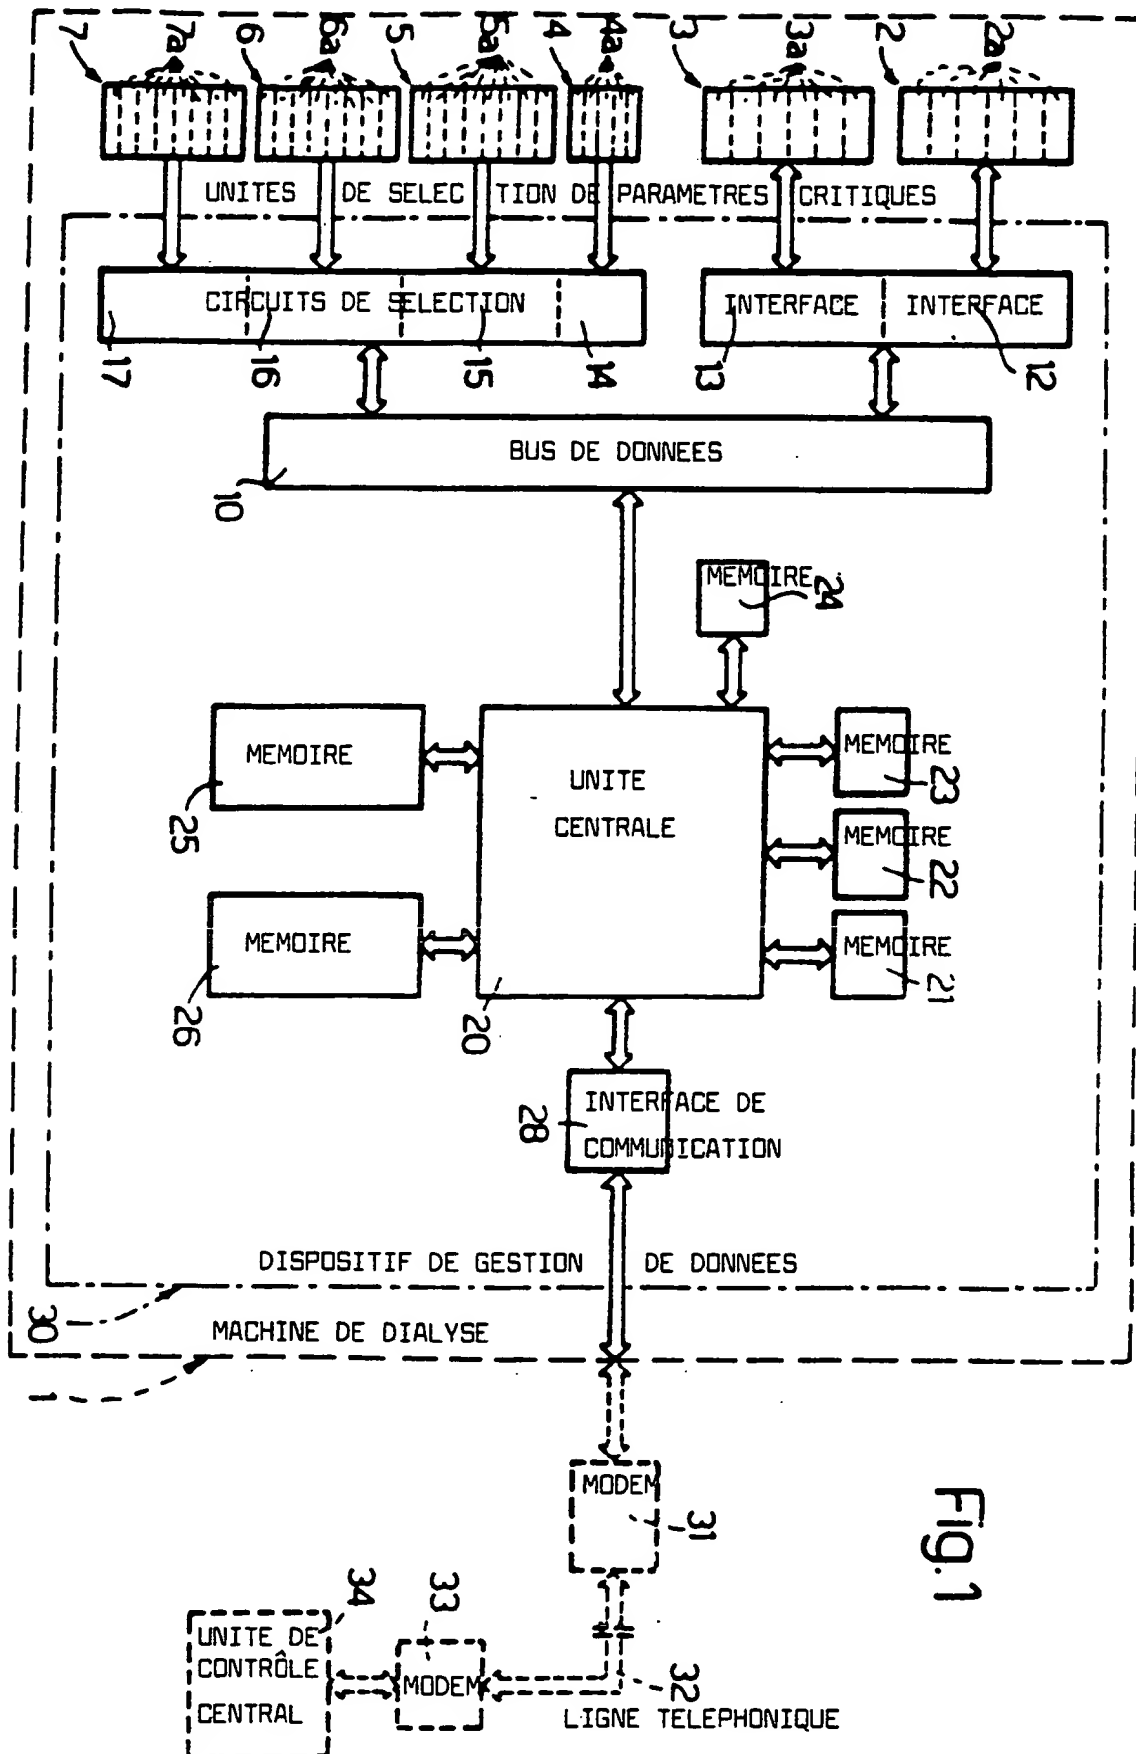 7a
6a
5a
4a
3a
2a
7
6
5
4
3
2
UNITES DE SELECTION DE PARAMETRES CRITIQUES
CIRCUITS DE SELECTION
INTERFACE
INTERFACE
17
16
15
14
13
12
BUS DE DONNEES
10
MEMOIRE
24
MEMOIRE
25
UNITE
CENTRALE
20
MEMOIRE
23
MEMOIRE
22
MEMOIRE
21
MEMOIRE
26
INTERFACE DE
COMMUNICATION
28
DISPOSITIF DE GESTION DE DONNEES
30
MACHINE DE DIALYSE
1
MODEM
31
Fig.1
34
33
UNITE DE
CONTRÔLE
CENTRAL
MODEM
32
LIGNE TELEPHONIQUE